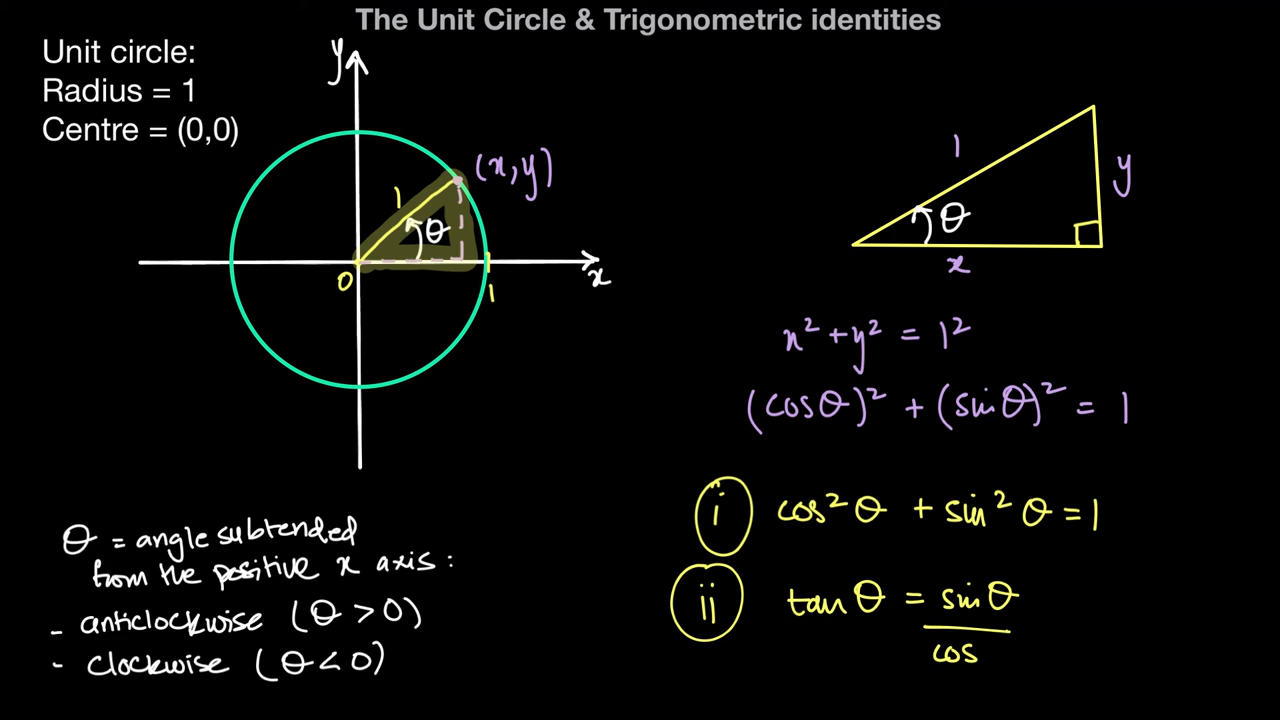 The Unit Circle & Trigonometric identities
Unit circle:
Radius = 1
Centre = (0,0)
y
(x,y)
1
θ
0
1
x
θ = angle subtended
from the positive x axis:
- anticlockwise (θ > 0)
- clockwise (θ < 0)
1
y
θ
x
x² + y² = 1²
(cosθ)² + (sinθ)² = 1
i cos²θ + sin²θ = 1
ii tan θ = sinθ
cos